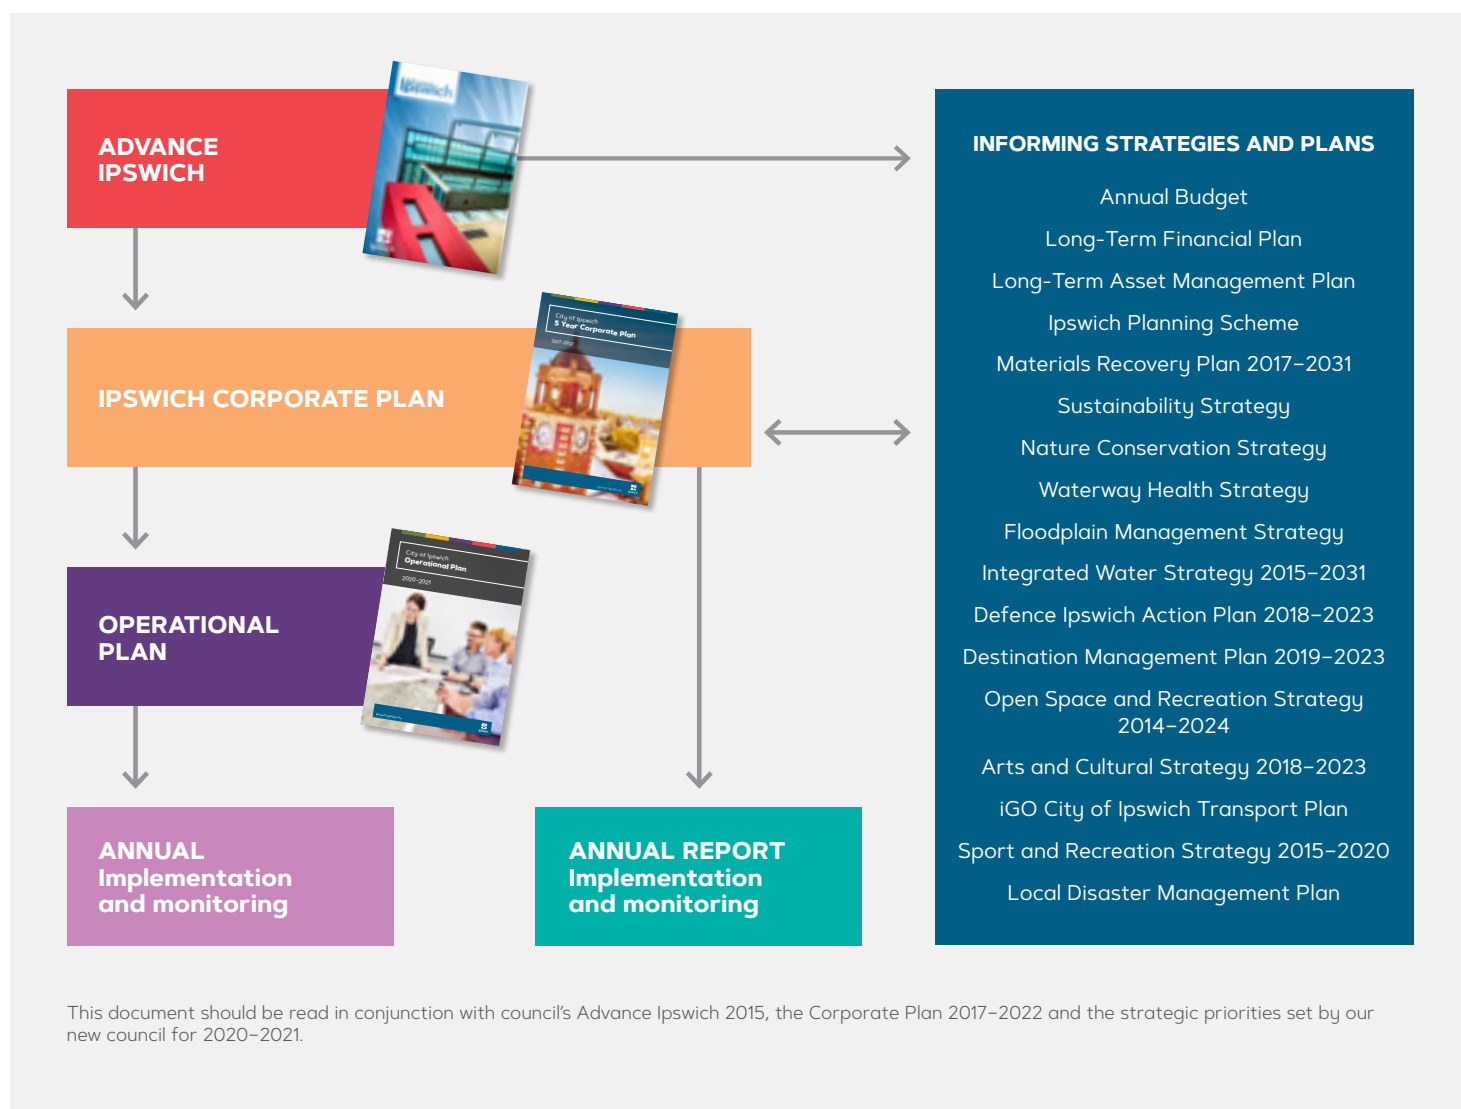 ADVANCE
IPSWICH
Ipswich
IPSWICH CORPORATE PLAN
City of Ipswich
5 Year Corporate Plan
2017–2022
OPERATIONAL
PLAN
City of Ipswich
Operational Plan
2020–2021
ANNUAL
Implementation
and monitoring
ANNUAL REPORT
Implementation
and monitoring
INFORMING STRATEGIES AND PLANS
Annual Budget
Long-Term Financial Plan
Long-Term Asset Management Plan
Ipswich Planning Scheme
Materials Recovery Plan 2017–2031
Sustainability Strategy
Nature Conservation Strategy
Waterway Health Strategy
Floodplain Management Strategy
Integrated Water Strategy 2015–2031
Defence Ipswich Action Plan 2018–2023
Destination Management Plan 2019–2023
Open Space and Recreation Strategy
2014–2024
Arts and Cultural Strategy 2018–2023
iGO City of Ipswich Transport Plan
Sport and Recreation Strategy 2015–2020
Local Disaster Management Plan
This document should be read in conjunction with council’s Advance Ipswich 2015, the Corporate Plan 2017–2022 and the strategic priorities set by our
new council for 2020–2021.